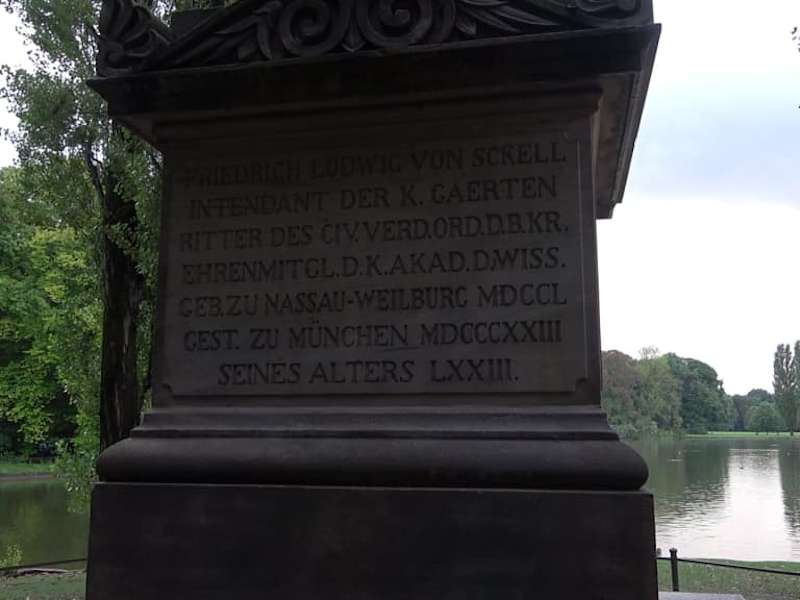 FRIEDRICH LUDWIG VON SCKELL
INTENDANT DER K. GAERTEN
RITTER DES CIV. VERD. ORD. D. B. KR.
EHRENMITGL. D. K. AKAD. D. WISS.
GEB. ZU NASSAU-WEILBURG MDCCL
GEST. ZU MÜNCHEN MDCCCXXIII
SEINES ALTERS LXXIII.